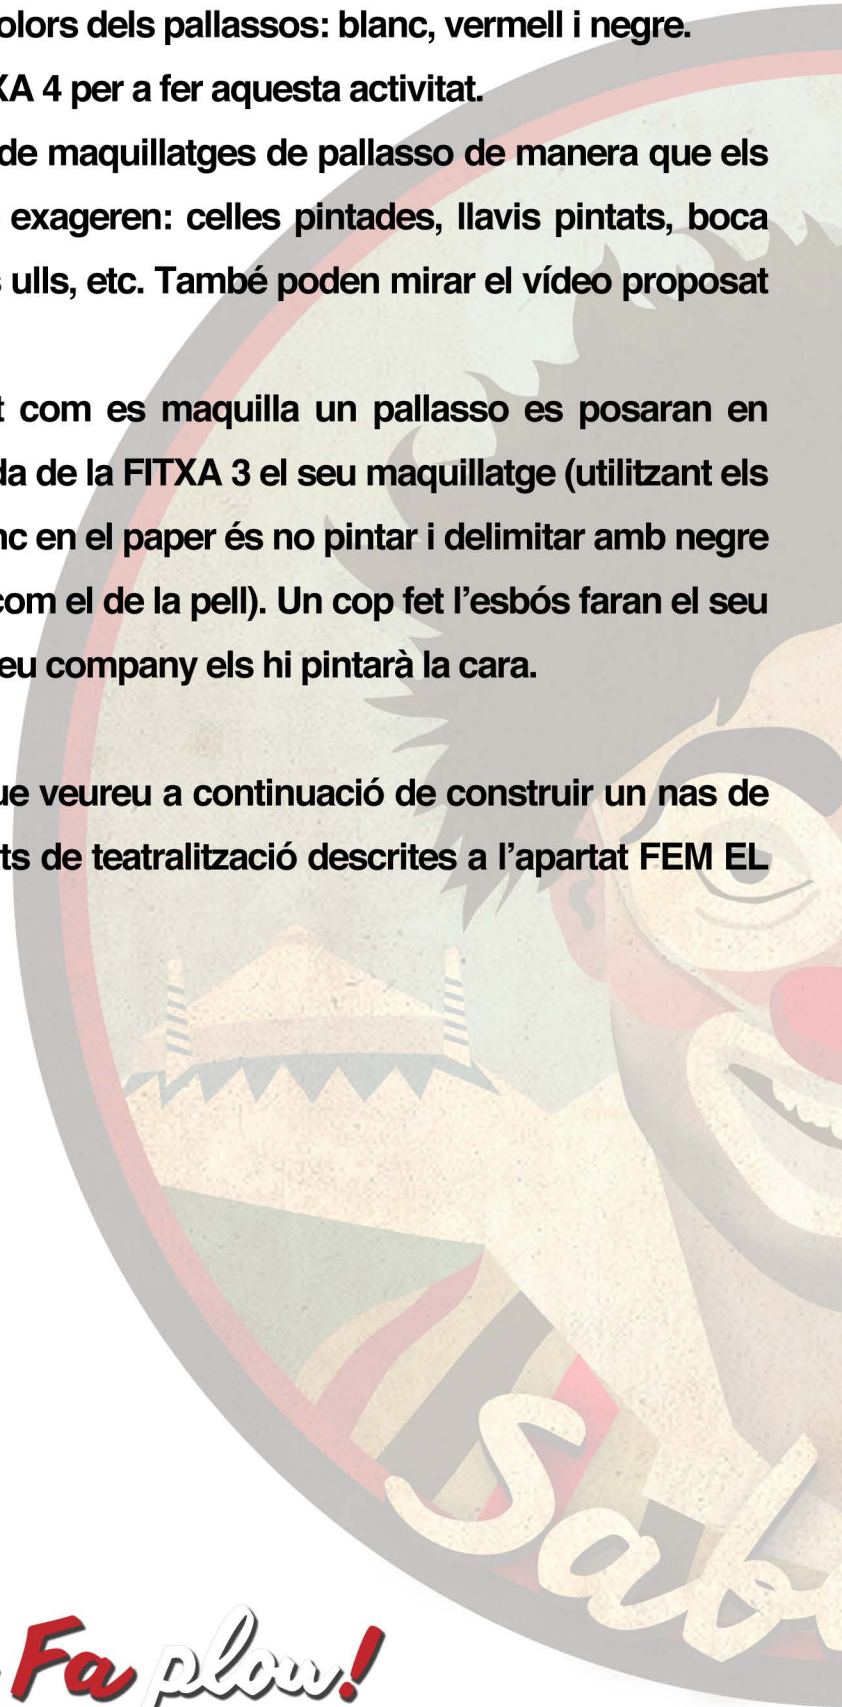 olors dels pallassos: blanc, vermell i negre.
XA 4 per a fer aquesta activitat.
de maquillatges de pallasso de manera que els
exageren: celles pintades, llavis pintats, boca
s ulls, etc. També poden mirar el vídeo proposat
t com es maquilla un pallasso es posaran en
da de la FITXA 3 el seu maquillatge (utilitzant els
nc en el paper és no pintar i delimitar amb negre
com el de la pell). Un cop fet l’esbós faran el seu
eu company els hi pintarà la cara.
ue veureu a continuació de construir un nas de
ts de teatralització descrites a l’apartat FEM EL
Sab
Fa plou!